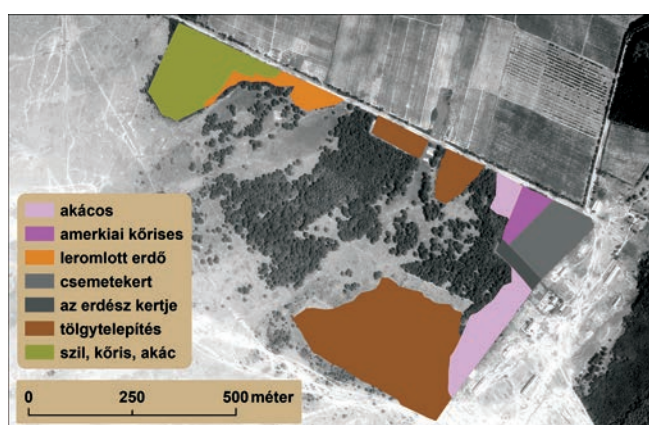 akácos
amerkiai kőrises
leromlott erdő
csemetekert
az erdész kertje
tölgytelepítés
szil, kőris, akác
0 250 500 méter